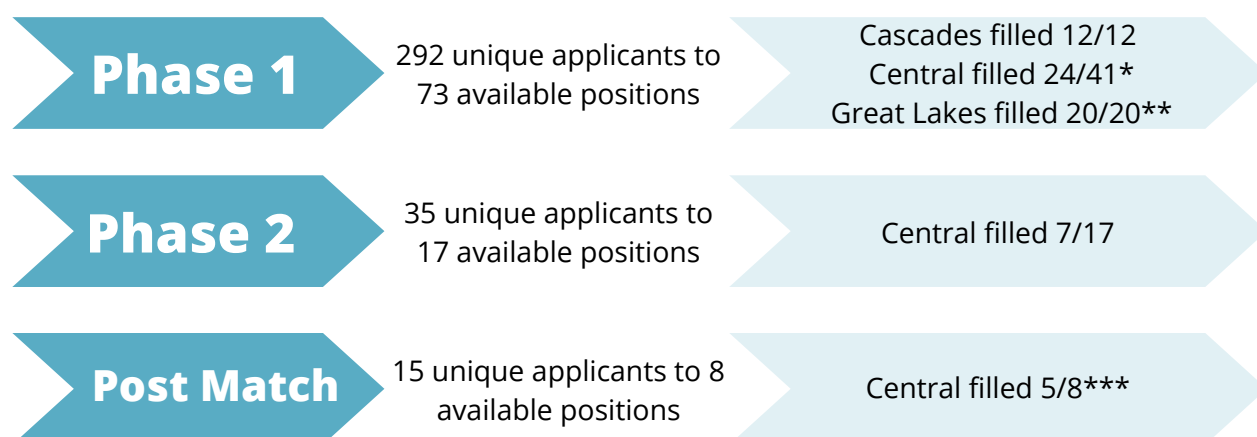 Phase 1
292 unique applicants to
73 available positions
Cascades filled 12/12
Central filled 24/41*
Great Lakes filled 20/20**
Phase 2
35 unique applicants to
17 available positions
Central filled 7/17
Post Match
15 unique applicants to 8
available positions
Central filled 5/8***